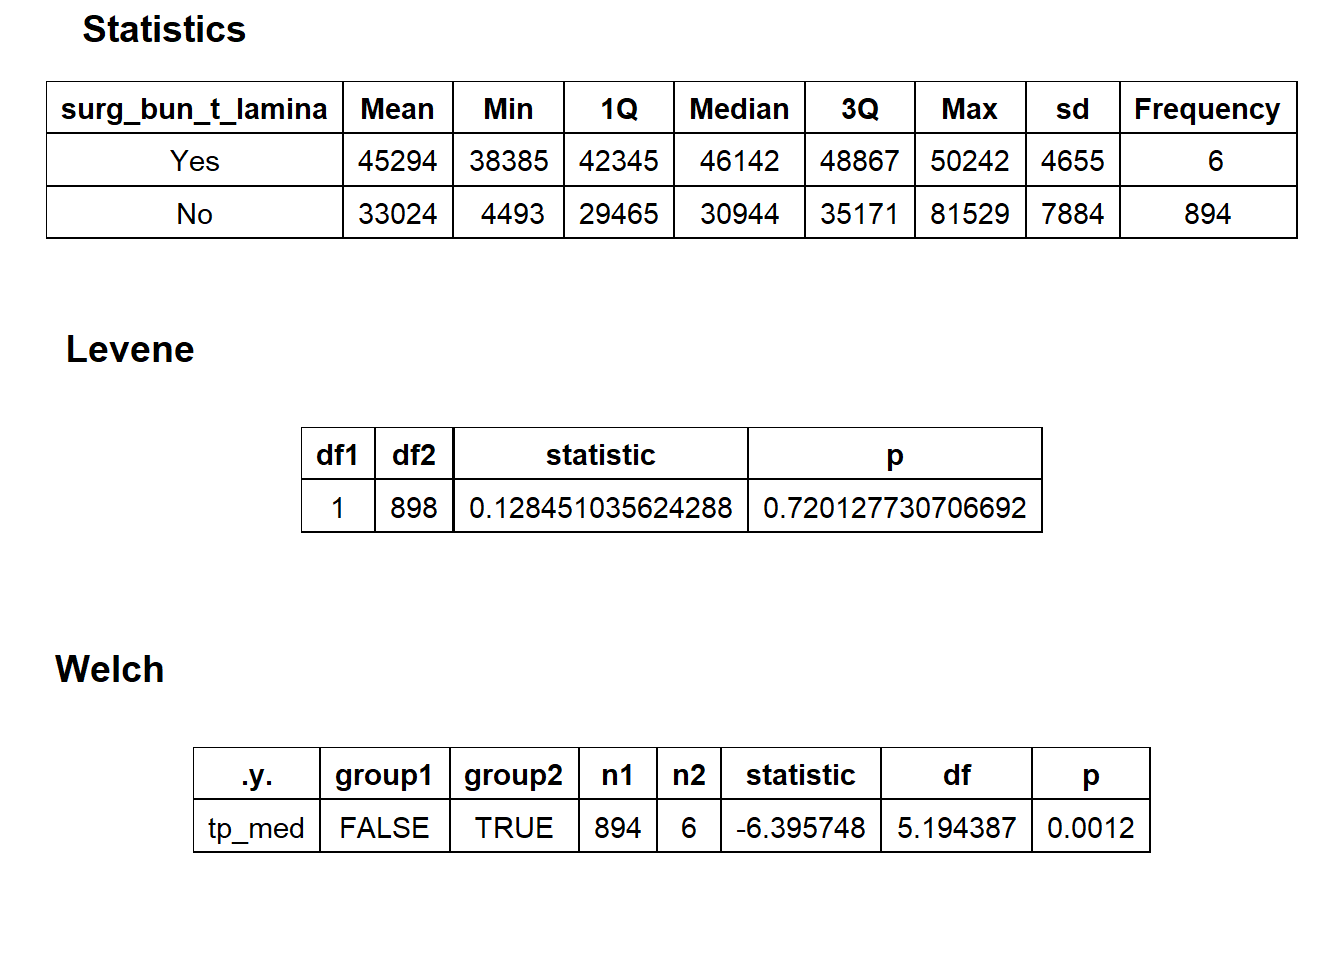 Statistics
surg_bun_t_lamina Mean Min 1Q Median 3Q Max sd Frequency
Yes 45294 38385 42345 46142 48867 50242 4655 6
No 33024 4493 29465 30944 35171 81529 7884 894
Levene
df1 df2 statistic p
1 898 0.128451035624288 0.720127730706692
Welch
.y. group1 group2 n1 n2 statistic df p
tp_med FALSE TRUE 894 6 -6.395748 5.194387 0.0012